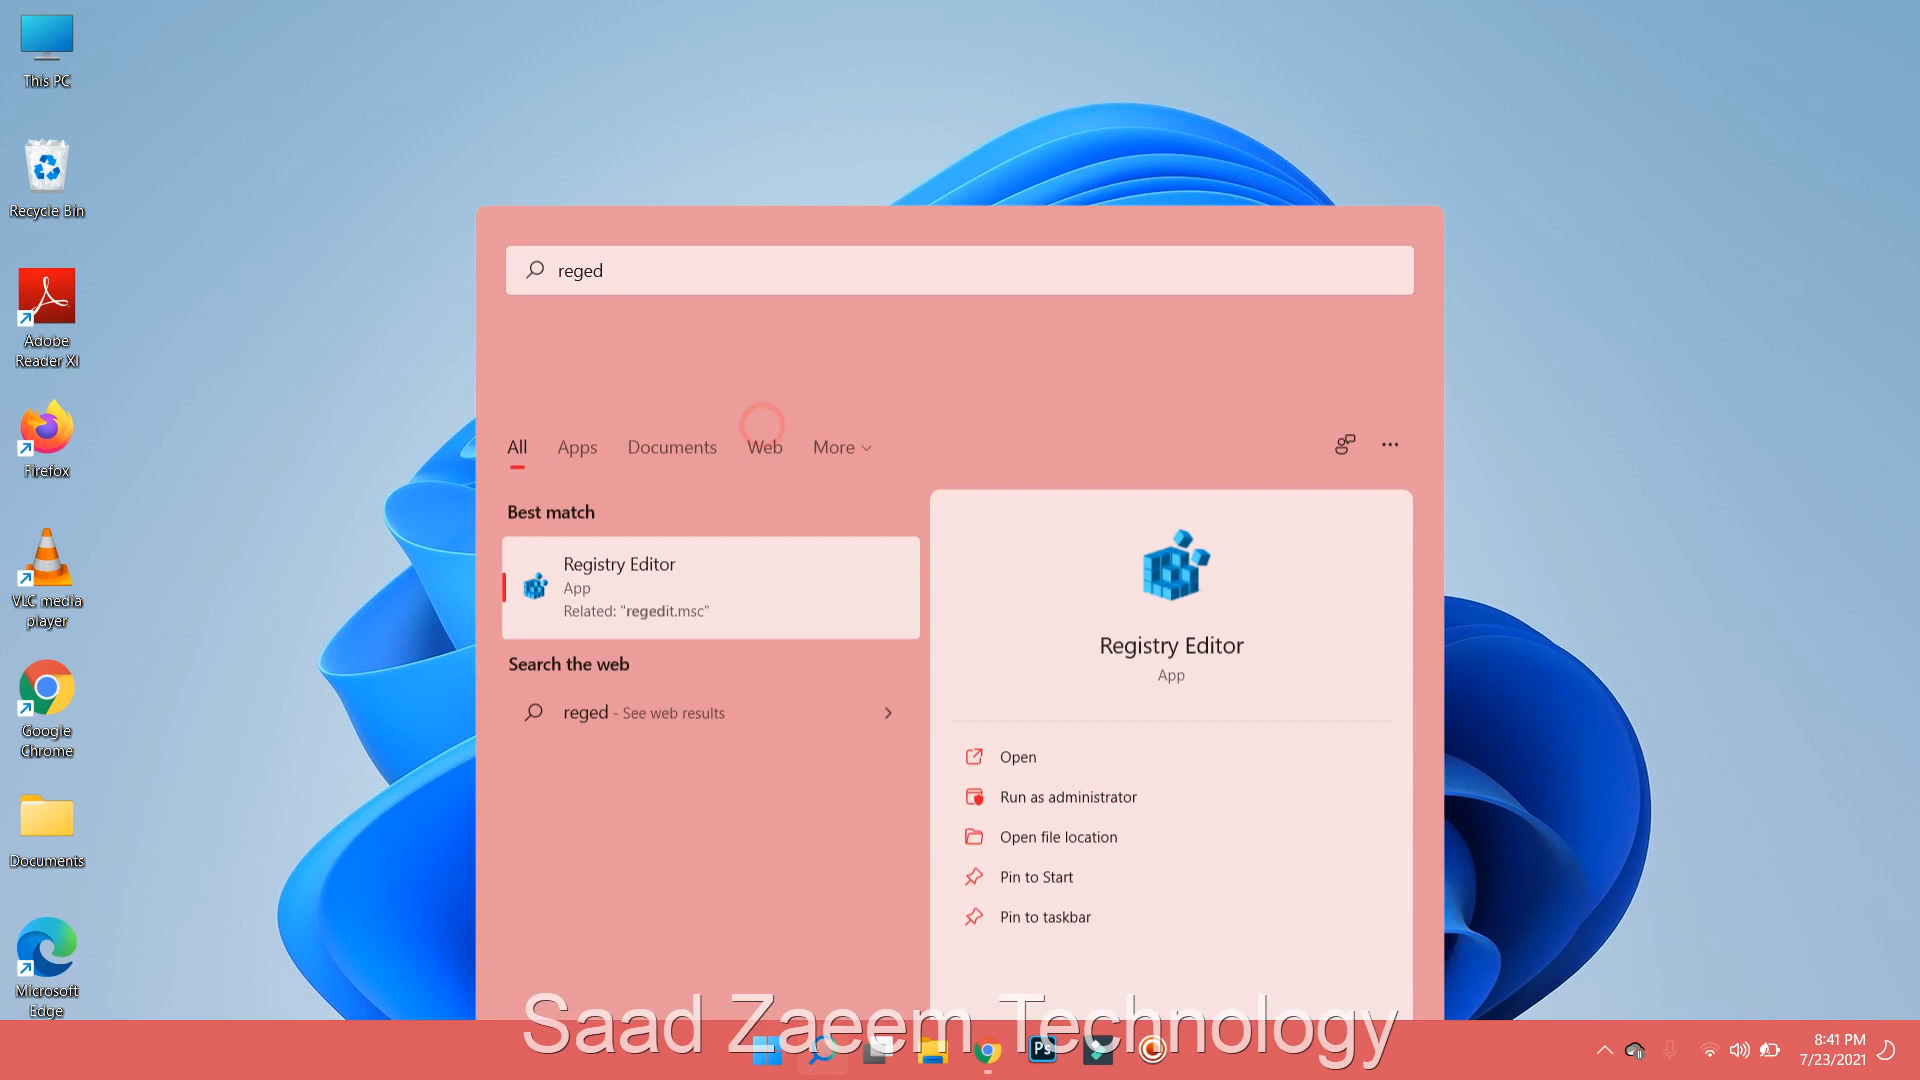 This PC
Recycle Bin
Adobe
Reader XI
Firefox
VLC media
player
Google
Chrome
Documents
Microsoft
Edge
reged
All Apps Documents Web More
Best match
Registry Editor
App
Related: "regedit.msc"
Search the web
reged - See web results
Registry Editor
App
Open
Run as administrator
Open file location
Pin to Start
Pin to taskbar
Saad Zaeem Technology
Ps
8:41 PM
7/23/2021